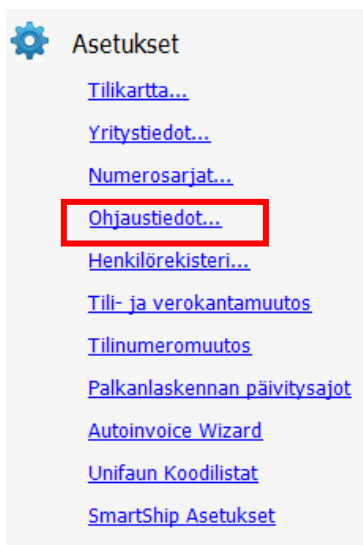 Asetukset
Tilikartta...
Yritystiedot...
Numerosarjat...
Ohjaustiedot...
Henkilörekisteri...
Tili- ja verokantamuutos
Tilinumeromuutos
Palkanlaskennan päivitysajot
Autoinvoice Wizard
Unifaun Koodilistat
SmartShip Asetukset